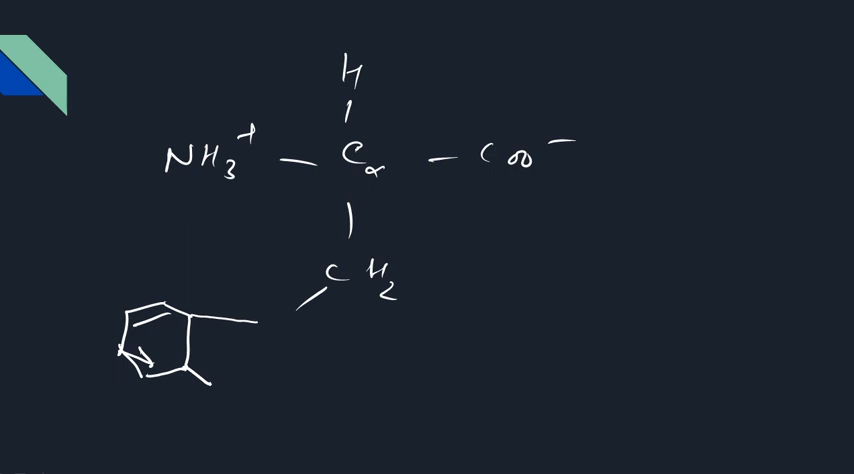 H
NH₃⁺ — Cα — COO⁻
CH₂